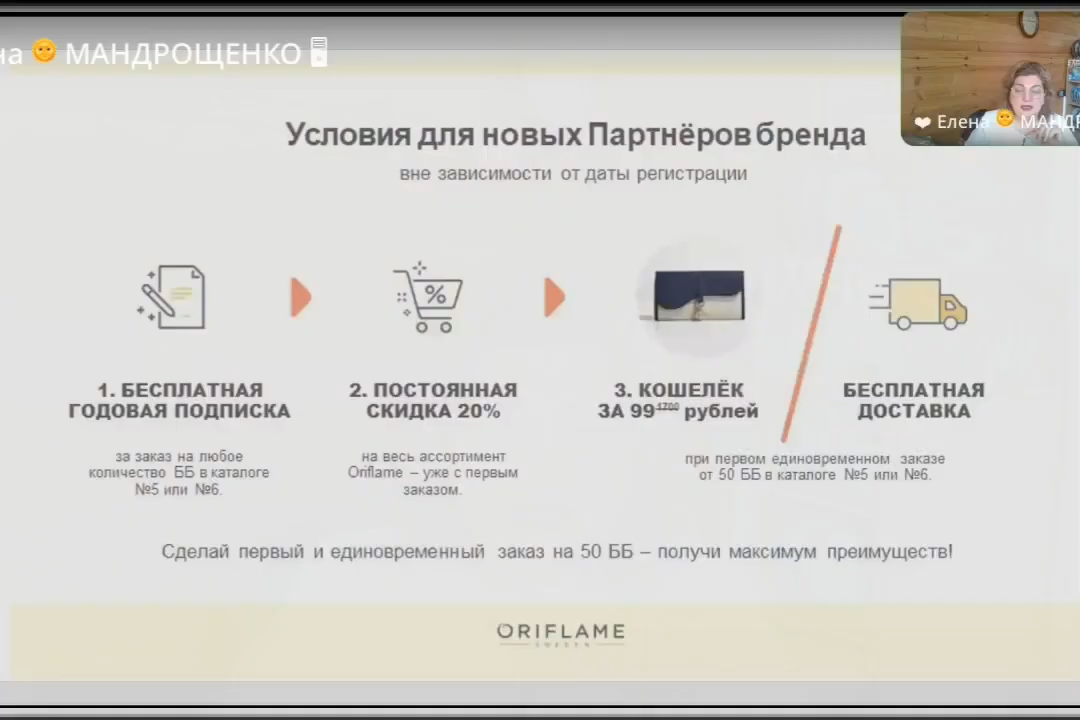 на 🌞 МАНДРОЩЕНКО 🖥
❤ Елена 🌞 МАНДР
Условия для новых Партнёров бренда
вне зависимости от даты регистрации
%
1. БЕСПЛАТНАЯ
ГОДОВАЯ ПОДПИСКА
за заказ на любое
количество ББ в каталоге
№5 или №6.
2. ПОСТОЯННАЯ
СКИДКА 20%
на весь ассортимент
Oriflame – уже с первым
заказом.
3. КОШЕЛЁК
ЗА 99 1700 рублей
БЕСПЛАТНАЯ
ДОСТАВКА
при первом единовременном заказе
от 50 ББ в каталоге №5 или №6.
Сделай первый и единовременный заказ на 50 ББ – получи максимум преимуществ!
ORIFLAME
SWEDEN